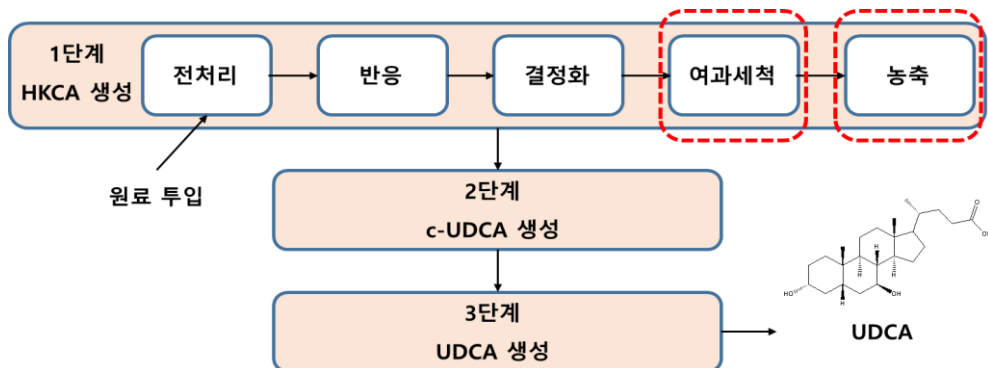 1단계
HKCA 생성
전처리
반응
결정화
여과세척
농축
원료 투입
2단계
c-UDCA 생성
3단계
UDCA 생성
O
H
H
H
H
HO
OH
UDCA